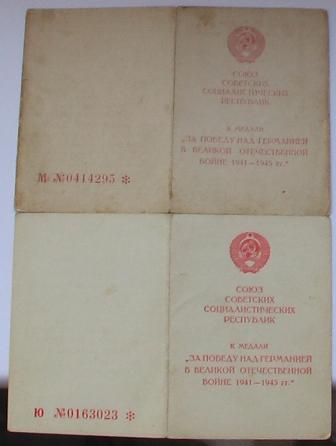 СОЮЗ
СОВЕТСКИХ
СОЦИАЛИСТИЧЕСКИХ
РЕСПУБЛИК
К МЕДАЛИ
„ЗА ПОБЕДУ НАД ГЕРМАНИЕЙ
В ВЕЛИКОЙ ОТЕЧЕСТВЕННОЙ
ВОЙНЕ 1941—1945 гг."
М №0414295 *
СОЮЗ
СОВЕТСКИХ
СОЦИАЛИСТИЧЕСКИХ
РЕСПУБЛИК
К МЕДАЛИ
„ЗА ПОБЕДУ НАД ГЕРМАНИЕЙ
В ВЕЛИКОЙ ОТЕЧЕСТВЕННОЙ
ВОЙНЕ 1941—1945 гг."
Ю №0163023 *